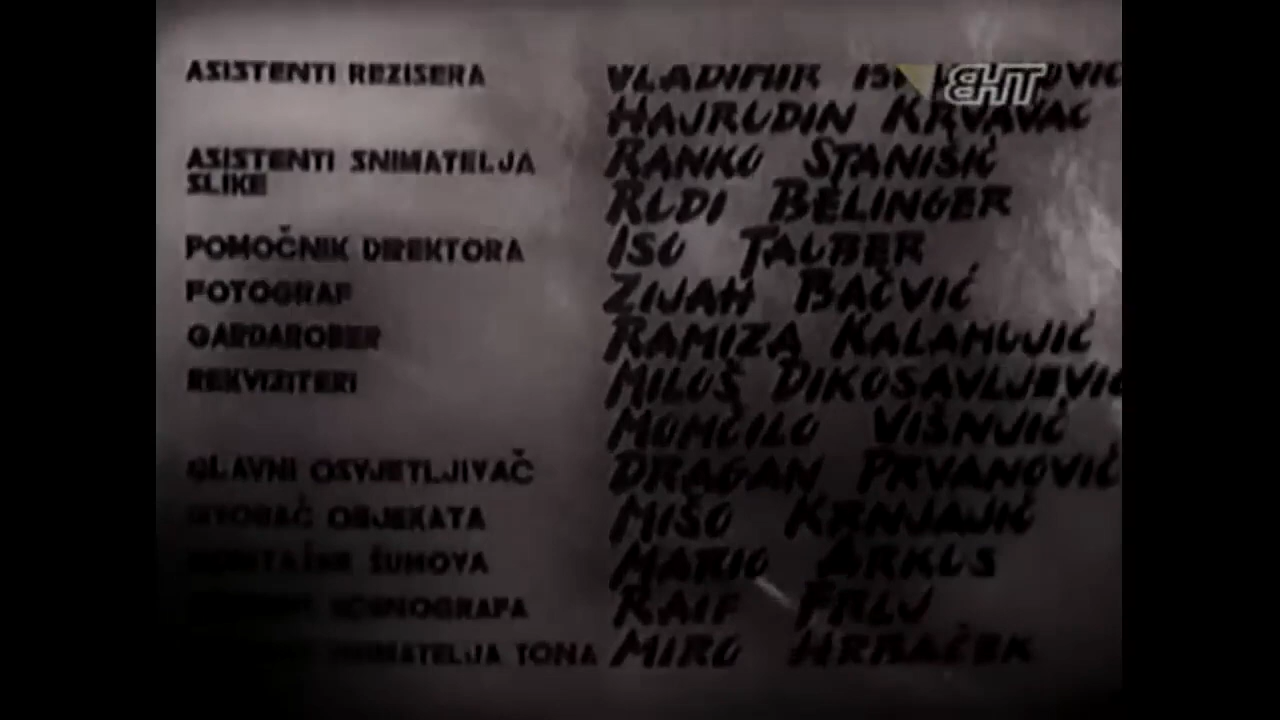 BHT
ASISTENTI REZISERA VLADIMIR
HAJRUDIN KRVAVAC
ASISTENTI SNIMATELJA RANKO STANIŠIĆ
SLIKE
RUDI BELINGER
POMOČNIK DIREKTORA ISO TAUBER
FOTOGRAF ZIJAH BAČVIĆ
GARDAROBER RAMIZA KALAMUJIĆ
REKVIZITERI MILOŠ DIKOSAVLJEVIĆ
MOMČILO VIŠNJIĆ
GLAVNI OSVJETLJIVAČ DRAGAN PRVANOVIĆ
OBJEKATA MIŠO KRNJAJIĆ
ŠUMOVA MARIO ARKUS
SCENOGRAFA RAIF
SNIMATELJA TONA MIRO HRBAČEK